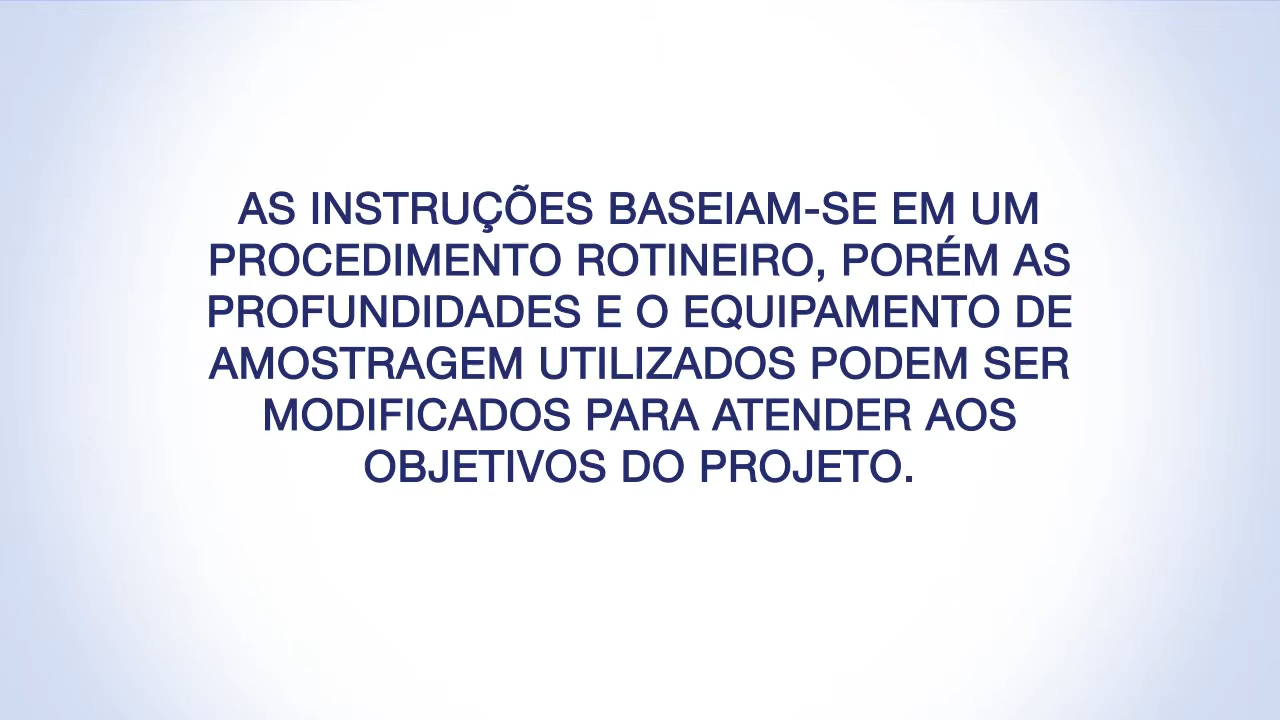 AS INSTRUÇÕES BASEIAM-SE EM UM
PROCEDIMENTO ROTINEIRO, PORÉM AS
PROFUNDIDADES E O EQUIPAMENTO DE
AMOSTRAGEM UTILIZADOS PODEM SER
MODIFICADOS PARA ATENDER AOS
OBJETIVOS DO PROJETO.